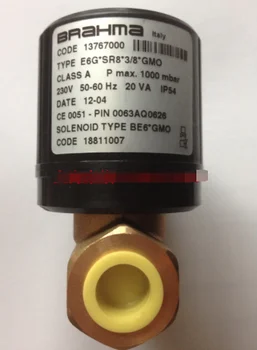 BRAHMA
Italy
CODE 13767000
TYPE E6G*SR8*3/8*GMO
CLASS A P max. 1000 mbar
230V 50-60 Hz 20 VA IP54
DATE 12-04
CE 0051 - PIN 0063AQ0626
SOLENOID TYPE BE6*GMO
CODE 18811007